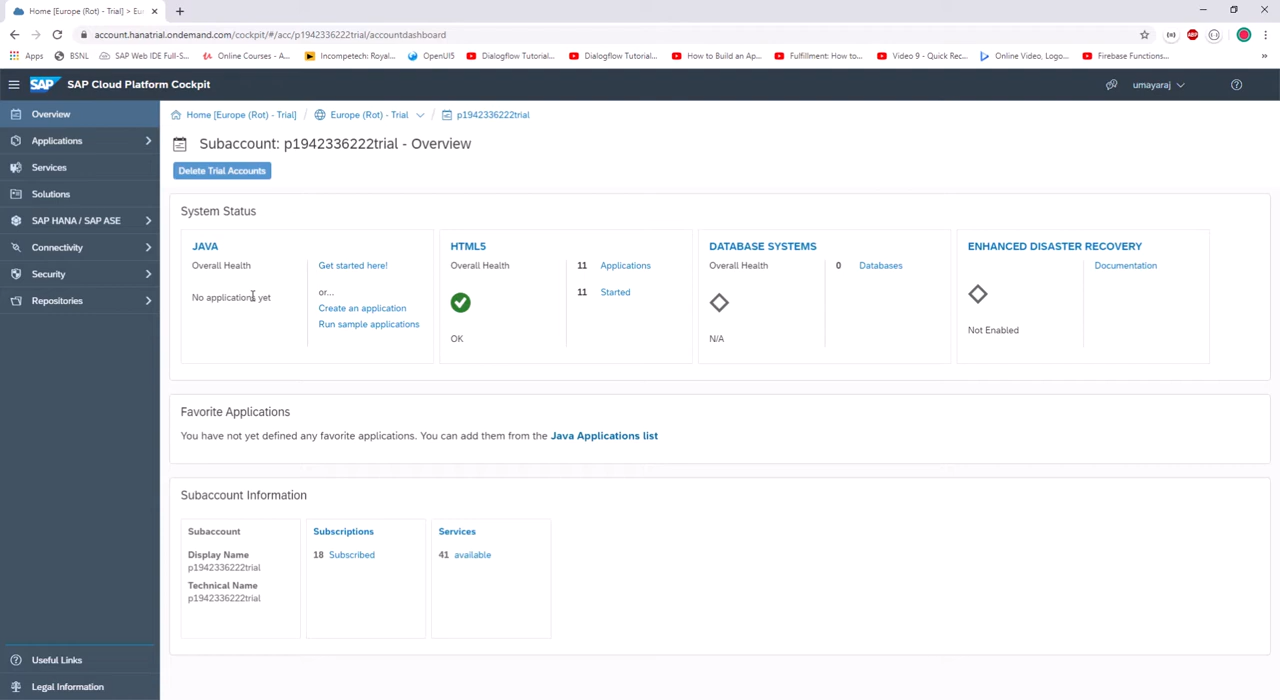 Home [Europe (Rot) - Trial] > Eu
account.hanatrial.ondemand.com/cockpit/#/acc/p1942336222trial/accountdashboard
Apps BSNL SAP Web IDE Full-S... Online Courses - A... Incompetech: Royal... OpenUI5 Dialogflow Tutorial... Dialogflow Tutorial... How to Build an Ap... Fulfillment: How to... Video 9 - Quick Rec... Online Video, Logo... Firebase Functions... »
SAP SAP Cloud Platform Cockpit umayaraj
Overview
Applications
Services
Solutions
SAP HANA / SAP ASE
Connectivity
Security
Repositories
Useful Links
Legal Information
Home [Europe (Rot) - Trial] / Europe (Rot) - Trial / p1942336222trial
Subaccount: p1942336222trial - Overview
Delete Trial Accounts
System Status
JAVA
Overall Health
No applications yet
Get started here!
or...
Create an application
Run sample applications
HTML5
Overall Health
OK
11 Applications
11 Started
DATABASE SYSTEMS
Overall Health
N/A
0 Databases
ENHANCED DISASTER RECOVERY
Not Enabled
Documentation
Favorite Applications
You have not yet defined any favorite applications. You can add them from the Java Applications list
Subaccount Information
Subaccount
Display Name
p1942336222trial
Technical Name
p1942336222trial
Subscriptions
18 Subscribed
Services
41 available